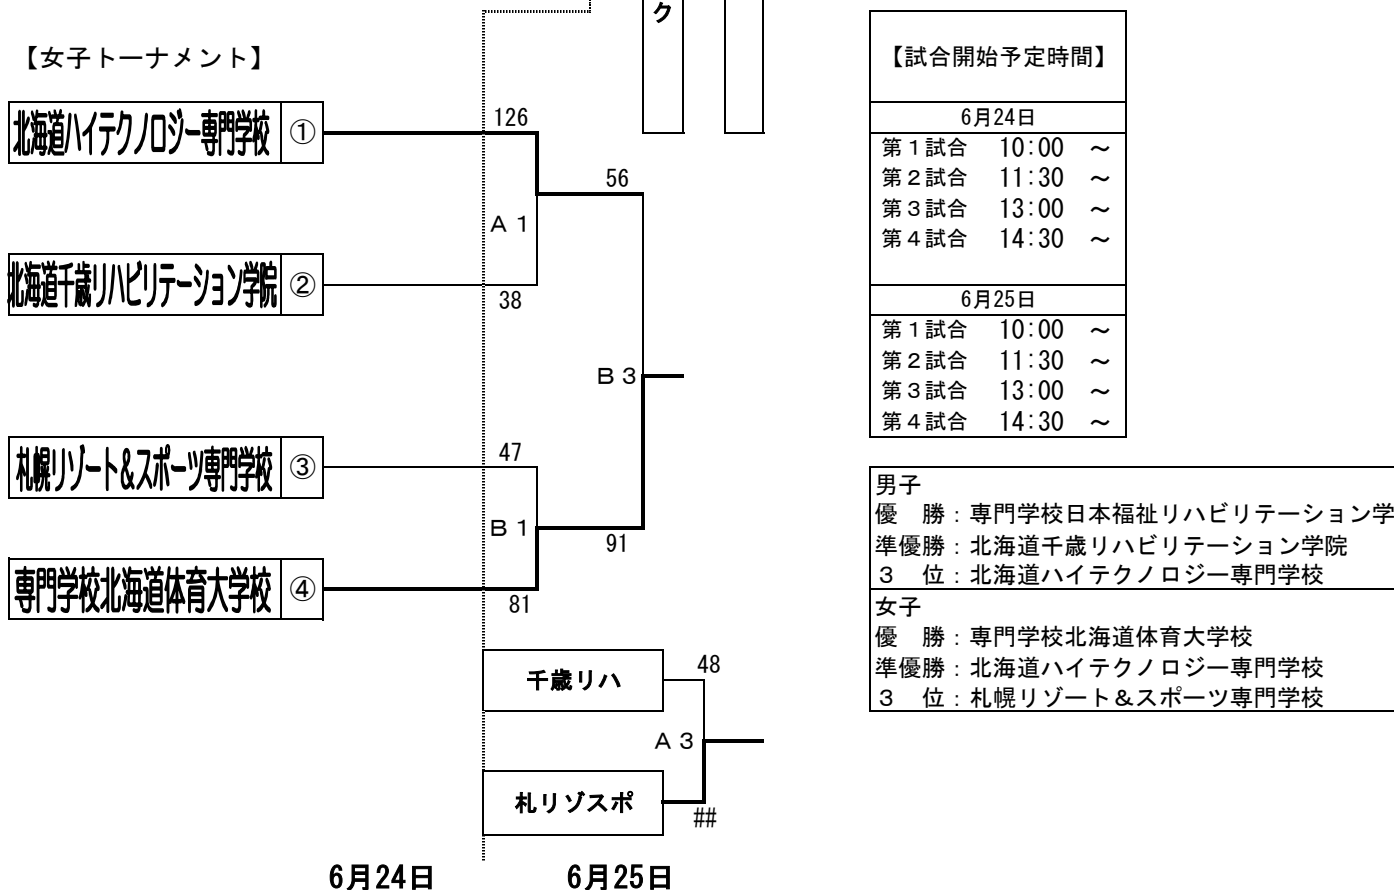 ク
【女子トーナメント】
北海道ハイテクノロジー専門学校 ①
126
56
A 1
北海道千歳リハビリテーション学院 ②
38
B 3
札幌リゾート&スポーツ専門学校 ③
47
B 1
91
専門学校北海道体育大学校 ④
81
千歳リハ
48
A 3
札リゾスポ
##
6月24日 6月25日
【試合開始予定時間】
6月24日
第1試合 10:00 ～
第2試合 11:30 ～
第3試合 13:00 ～
第4試合 14:30 ～
6月25日
第1試合 10:00 ～
第2試合 11:30 ～
第3試合 13:00 ～
第4試合 14:30 ～
男子
優 勝:専門学校日本福祉リハビリテーション学
準優勝:北海道千歳リハビリテーション学院
3 位:北海道ハイテクノロジー専門学校
女子
優 勝:専門学校北海道体育大学校
準優勝:北海道ハイテクノロジー専門学校
3 位:札幌リゾート&スポーツ専門学校